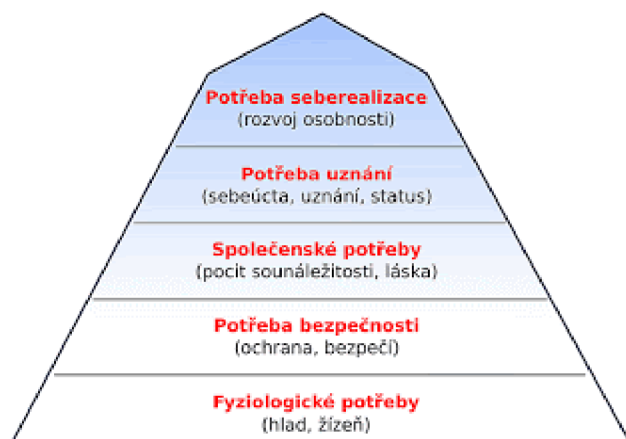 Potřeba seberealizace
(rozvoj osobnosti)
Potřeba uznání
(sebeúcta, uznání, status)
Společenské potřeby
(pocit sounáležitosti, láska)
Potřeba bezpečnosti
(ochrana, bezpečí)
Fyziologické potřeby
(hlad, žízeň)